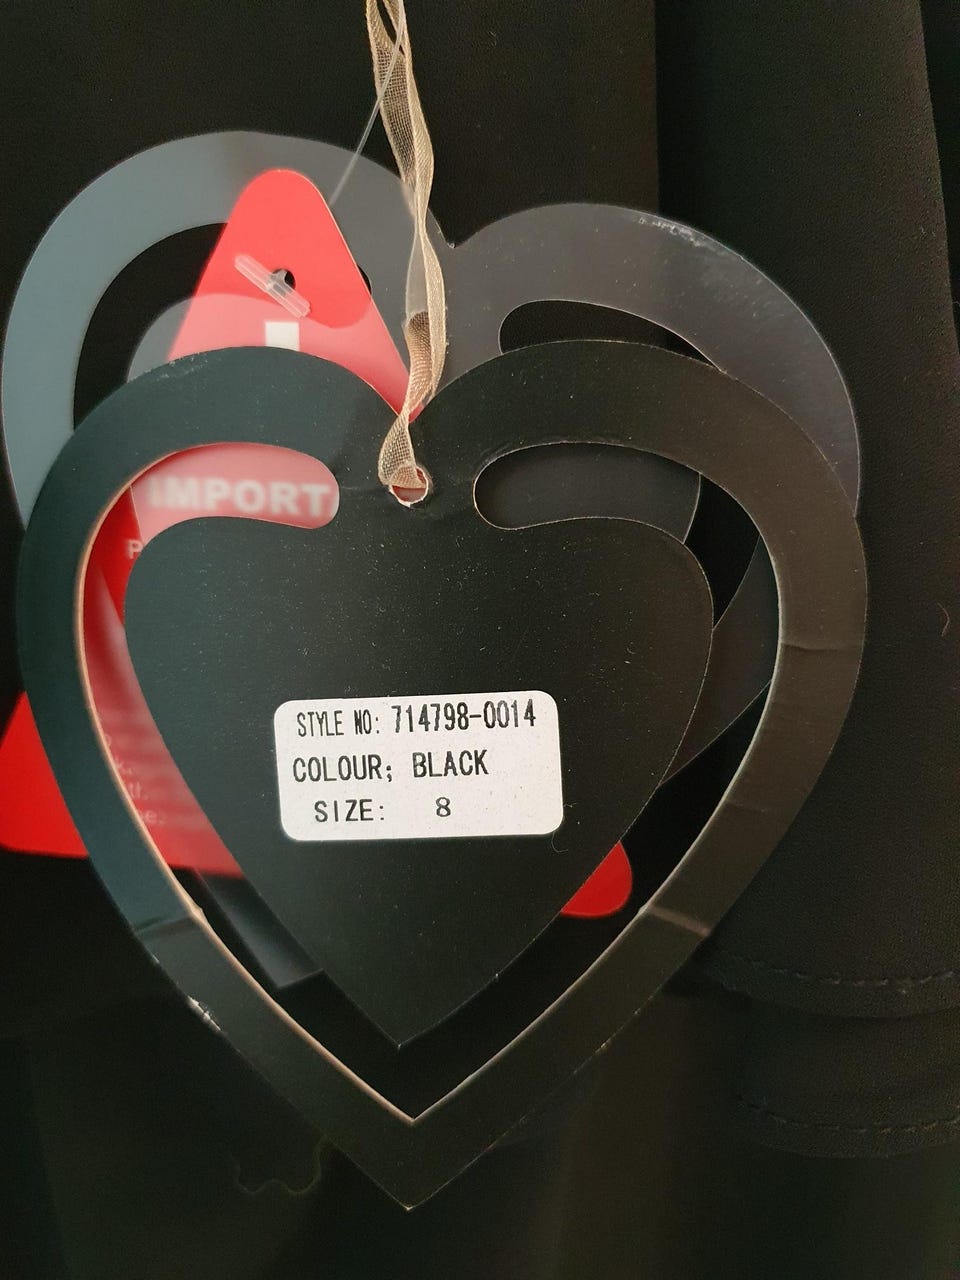 IMPORT
P
STYLE NO: 714798-0014
COLOUR; BLACK
SIZE: 8